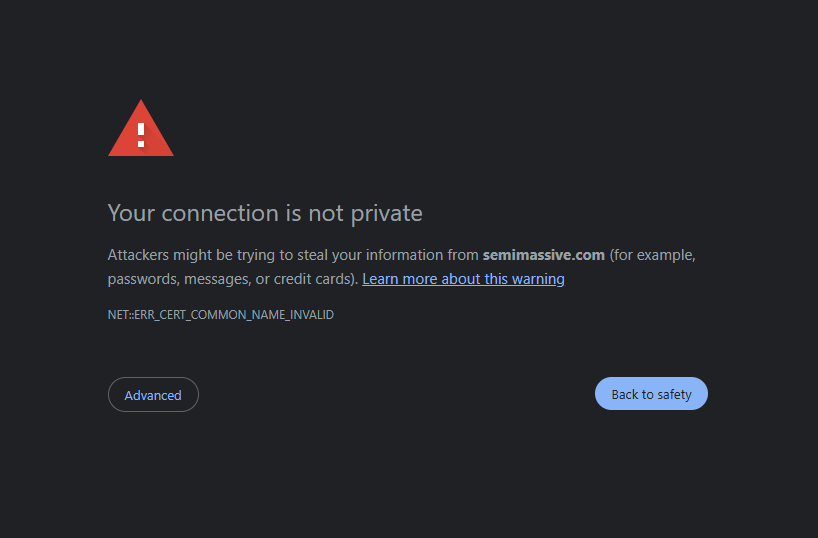 Your connection is not private
Attackers might be trying to steal your information from semimassive.com (for example,
passwords, messages, or credit cards). Learn more about this warning
NET::ERR_CERT_COMMON_NAME_INVALID
Advanced
Back to safety